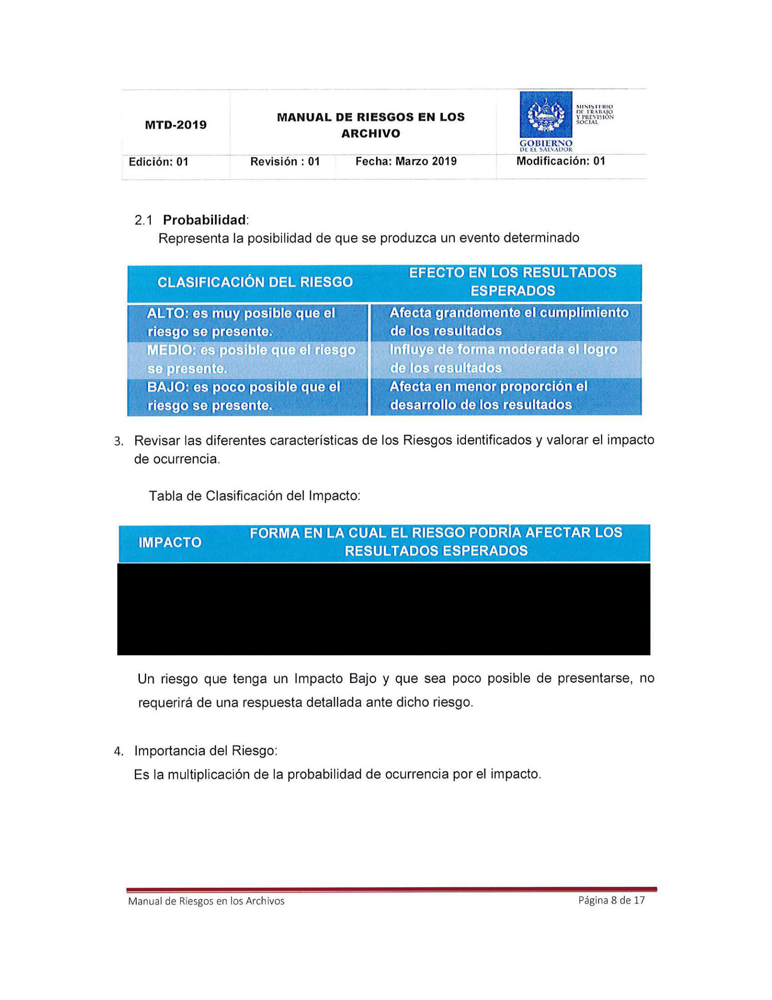 MTD-2019
MANUAL DE RIESGOS EN LOS
ARCHIVO
MINISTERIO
DE TRABAJO
Y PREVISIÓN
SOCIAL
GOBIERNO
DE EL SALVADOR
Edición: 01
Revisión : 01
Fecha: Marzo 2019
Modificación: 01
2.1 Probabilidad:
Representa la posibilidad de que se produzca un evento determinado
CLASIFICACIÓN DEL RIESGO
EFECTO EN LOS RESULTADOS
ESPERADOS
ALTO: es muy posible que el
riesgo se presente.
Afecta grandemente el cumplimiento
de los resultados
MEDIO: es posible que el riesgo
se presente.
Influye de forma moderada el logro
de los resultados
BAJO: es poco posible que el
riesgo se presente.
Afecta en menor proporción el
desarrollo de los resultados
3. Revisar las diferentes características de los Riesgos identificados y valorar el impacto
de ocurrencia.
Tabla de Clasificación del Impacto:
IMPACTO
FORMA EN LA CUAL EL RIESGO PODRÍA AFECTAR LOS
RESULTADOS ESPERADOS
Un riesgo que tenga un Impacto Bajo y que sea poco posible de presentarse, no
requerirá de una respuesta detallada ante dicho riesgo.
4. Importancia del Riesgo:
Es la multiplicación de la probabilidad de ocurrencia por el impacto.
Manual de Riesgos en los Archivos
Página 8 de 17